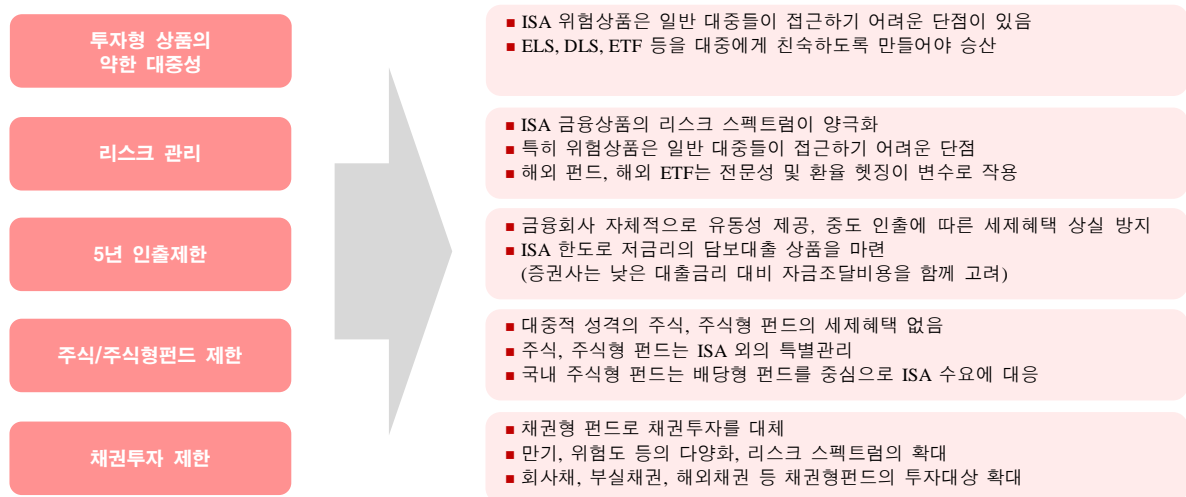 투자형 상품의
약한 대중성
■ ISA 위험상품은 일반 대중들이 접근하기 어려운 단점이 있음
■ ELS, DLS, ETF 등을 대중에게 친숙하도록 만들어야 승산
리스크 관리
■ ISA 금융상품의 리스크 스펙트럼이 양극화
■ 특히 위험상품은 일반 대중들이 접근하기 어려운 단점
■ 해외 펀드, 해외 ETF는 전문성 및 환율 헷징이 변수로 작용
5년 인출제한
■ 금융회사 자체적으로 유동성 제공, 중도 인출에 따른 세제혜택 상실 방지
■ ISA 한도로 저금리의 담보대출 상품을 마련
(증권사는 낮은 대출금리 대비 자금조달비용을 함께 고려)
주식/주식형펀드 제한
■ 대중적 성격의 주식, 주식형 펀드의 세제혜택 없음
■ 주식, 주식형 펀드는 ISA 외의 특별관리
■ 국내 주식형 펀드는 배당형 펀드를 중심으로 ISA 수요에 대응
채권투자 제한
■ 채권형 펀드로 채권투자를 대체
■ 만기, 위험도 등의 다양화, 리스크 스펙트럼의 확대
■ 회사채, 부실채권, 해외채권 등 채권형펀드의 투자대상 확대